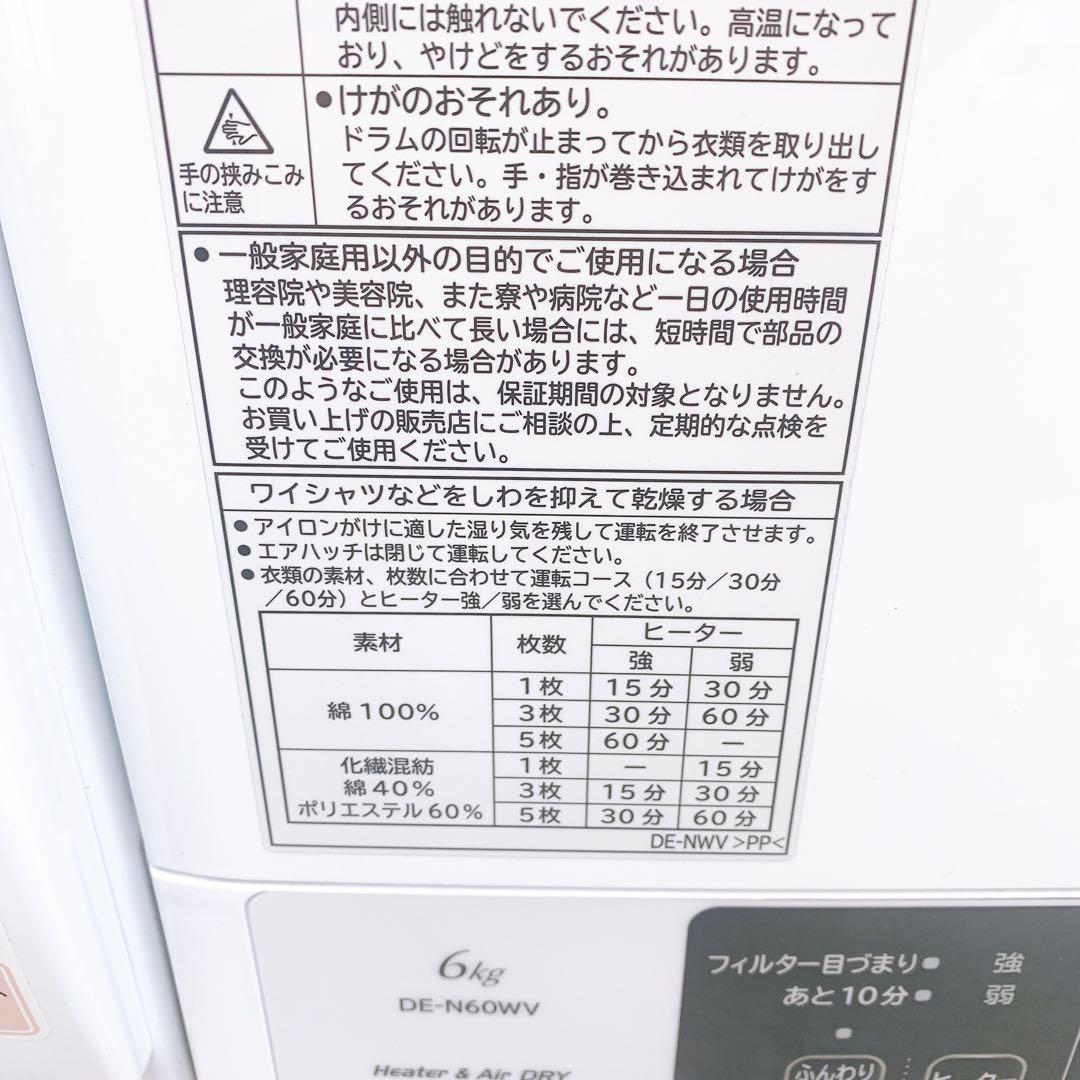 内側には触れないでください。高温になって
おり、やけどをするおそれがあります。
手の挟みこみ
に注意
●けがのおそれあり。
ドラムの回転が止まってから衣類を取り出し
てください。手・指が巻き込まれてけがをす
るおそれがあります。
●一般家庭用以外の目的でご使用になる場合
理容院や美容院、また寮や病院など一日の使用時間
が一般家庭に比べて長い場合には、短時間で部品の
交換が必要になる場合があります。
このようなご使用は、保証期間の対象となりません。
お買い上げの販売店にご相談の上、定期的な点検を
受けてご使用ください。
ワイシャツなどをしわを抑えて乾燥する場合
●アイロンがけに適した湿り気を残して運転を終了させます。
●エアハッチは閉じて運転してください。
●衣類の素材、枚数に合わせて運転コース（15分／30分
／60分）とヒーター強／弱を選んでください。
素材 枚数 ヒーター
強 弱
綿100%
1枚 15分 30分
3枚 30分 60分
5枚 60分 ー
化繊混紡
綿40%
ポリエステル60%
1枚 ー 15分
3枚 15分 30分
5枚 30分 60分
DE-NWV >PP<
6kg
DE-N60WV
Heater & Air DRY
フィルター目づまり● 強
あと10分● 弱
ふんわり ヒーター